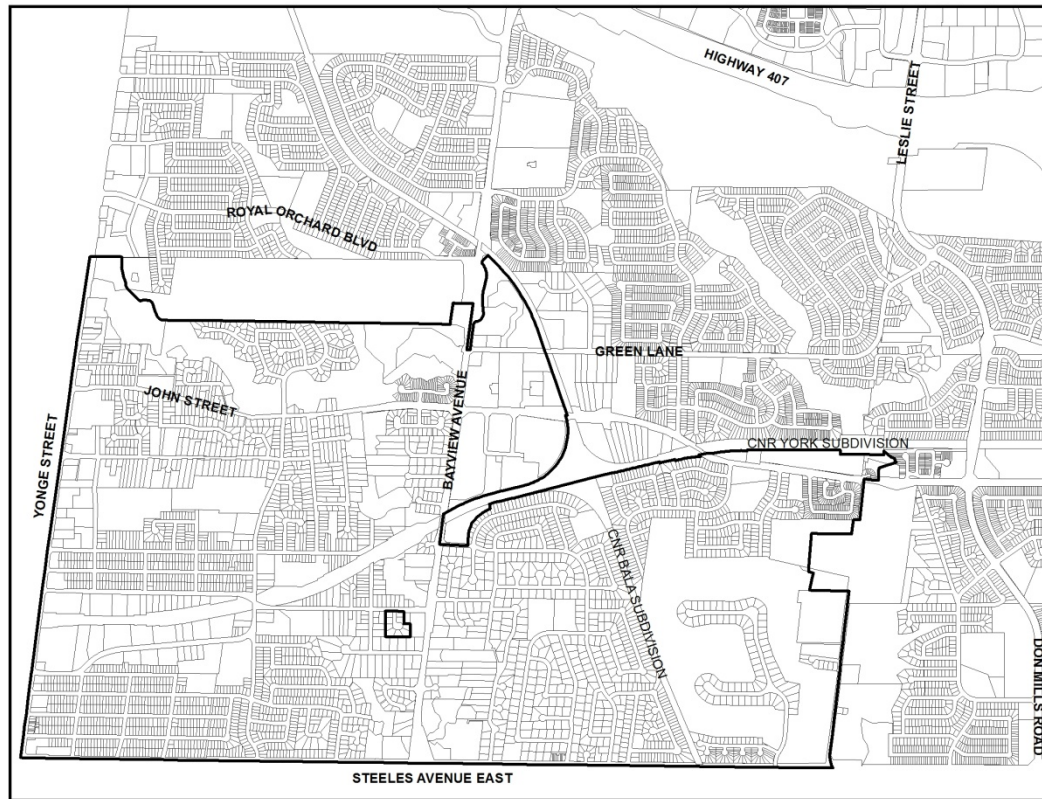 HIGHWAY 407
LESLIE STREET
ROYAL ORCHARD BLVD
GREEN LANE
JOHN STREET
BAYVIEW AVENUE
YONGE STREET
CNR YORK SUBDIVISION
CNR BALA SUBDIVISION
DON MILLS ROAD
STEELES AVENUE EAST